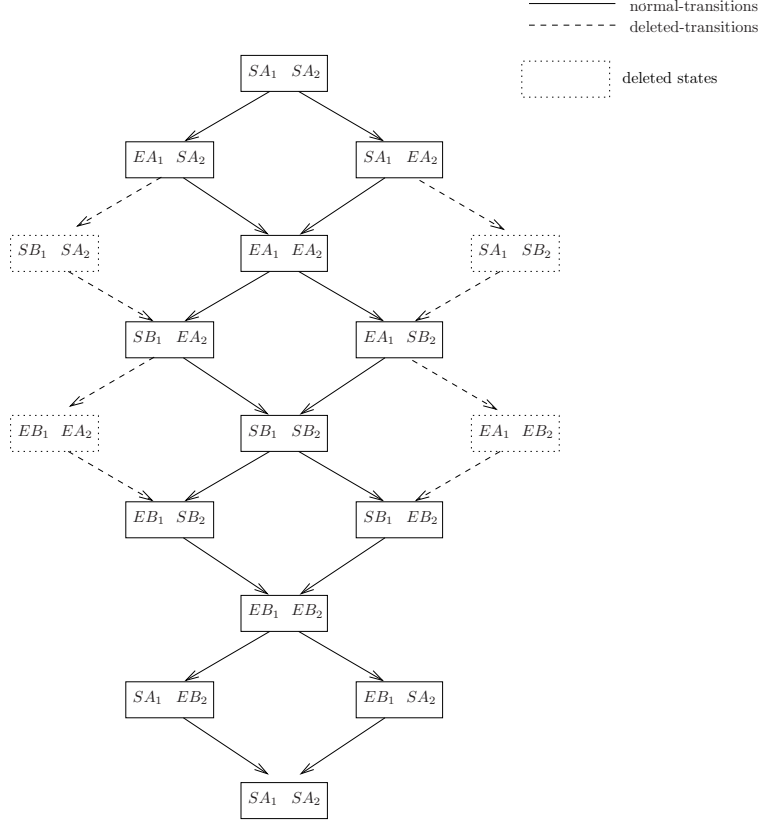 normal-transitions
deleted-transitions
deleted states
SA₁ SA₂
EA₁ SA₂
SA₁ EA₂
SB₁ SA₂
EA₁ EA₂
SA₁ SB₂
SB₁ EA₂
EA₁ SB₂
EB₁ EA₂
SB₁ SB₂
EA₁ EB₂
EB₁ SB₂
SB₁ EB₂
EB₁ EB₂
SA₁ EB₂
EB₁ SA₂
SA₁ SA₂